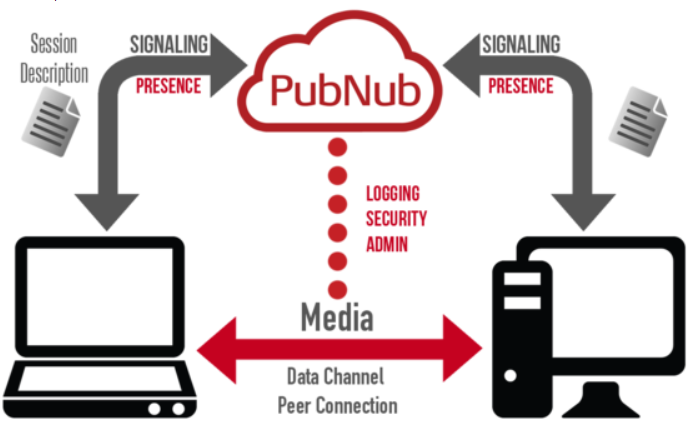 Session
Description
SIGNALING
PRESENCE
PubNub
SIGNALING
PRESENCE
LOGGING
SECURITY
ADMIN
Media
Data Channel
Peer Connection